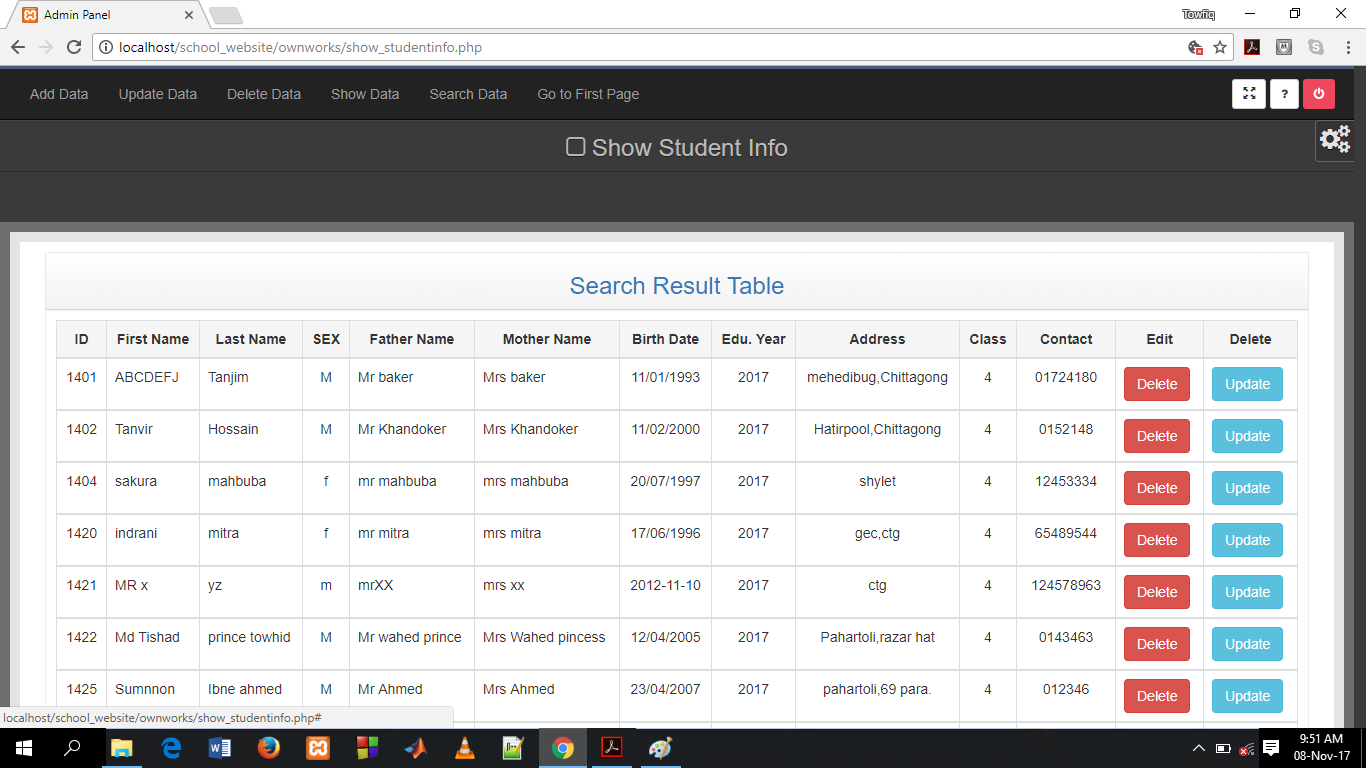 Admin Panel
Towfiq
localhost/school_website/ownworks/show_studentinfo.php
Add Data Update Data Delete Data Show Data Search Data Go to First Page ?
Show Student Info
Search Result Table
ID First Name Last Name SEX Father Name Mother Name Birth Date Edu. Year Address Class Contact Edit Delete
1401 ABCDEFJ Tanjim M Mr baker Mrs baker 11/01/1993 2017 mehedibug,Chittagong 4 01724180 Delete Update
1402 Tanvir Hossain M Mr Khandoker Mrs Khandoker 11/02/2000 2017 Hatirpool,Chittagong 4 0152148 Delete Update
1404 sakura mahbuba f mr mahbuba mrs mahbuba 20/07/1997 2017 shylet 4 12453334 Delete Update
1420 indrani mitra f mr mitra mrs mitra 17/06/1996 2017 gec,ctg 4 65489544 Delete Update
1421 MR x yz m mrXX mrs xx 2012-11-10 2017 ctg 4 124578963 Delete Update
1422 Md Tishad prince towhid M Mr wahed prince Mrs Wahed pincess 12/04/2005 2017 Pahartoli,razar hat 4 0143463 Delete Update
1425 Sumnnon Ibne ahmed M Mr Ahmed Mrs Ahmed 23/04/2007 2017 pahartoli,69 para. 4 012346 Delete Update
localhost/school_website/ownworks/show_studentinfo.php#
9:51 AM
08-Nov-17